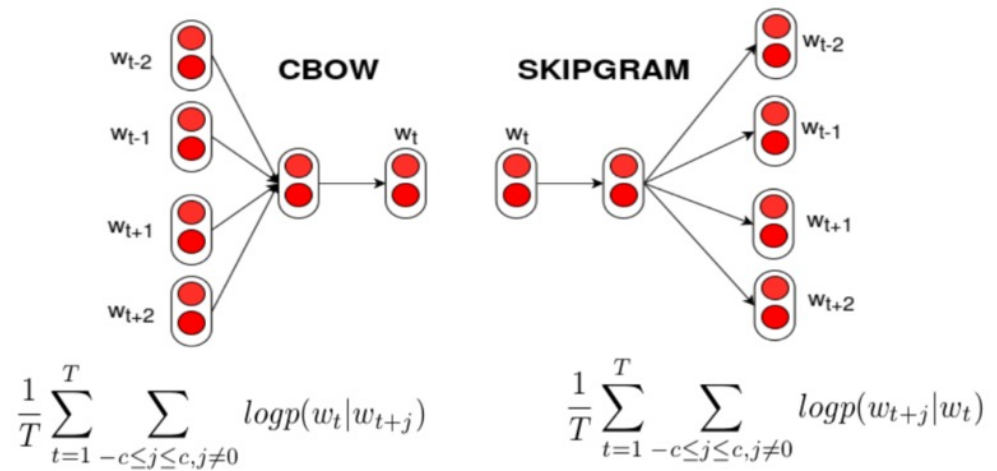 w_{t-2}
CBOW
w_{t-1}
w_t
w_{t+1}
w_{t+2}
\frac{1}{T} \sum_{t=1}^{T} \sum_{-c \leq j \leq c, j \neq 0} logp(w_t|w_{t+j})
SKIPGRAM
w_t
w_{t-2}
w_{t-1}
w_{t+1}
w_{t+2}
\frac{1}{T} \sum_{t=1}^{T} \sum_{-c \leq j \leq c, j \neq 0} logp(w_{t+j}|w_t)